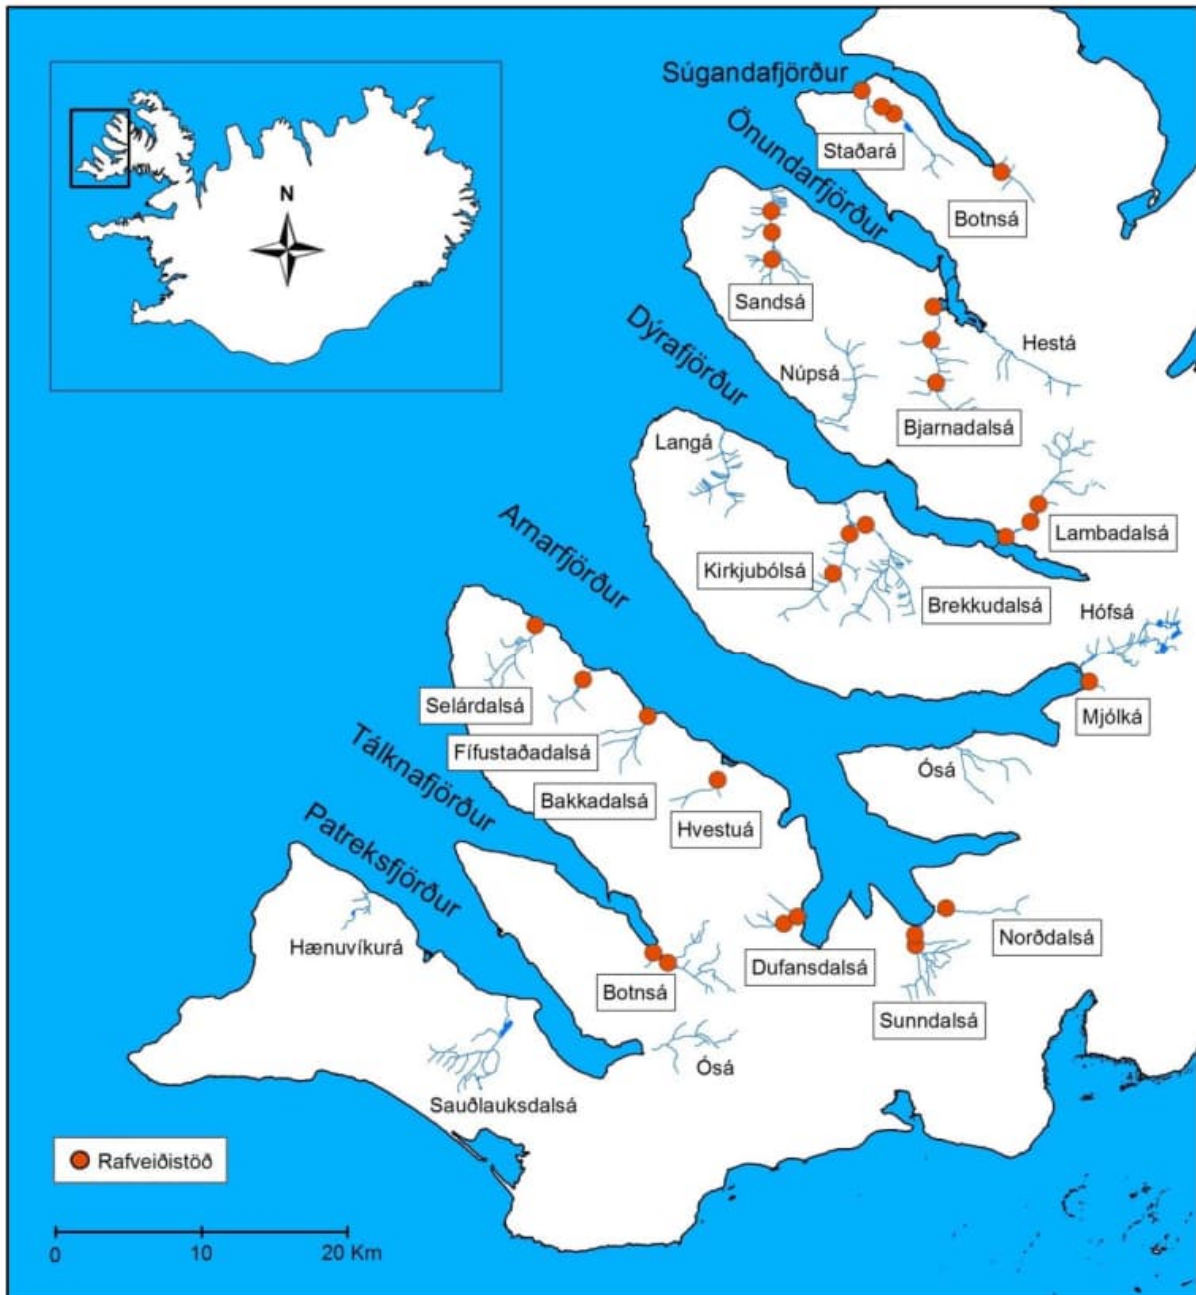 Súgandafjörður
Önundarfjörður
Staðará
Botnsá
N
Sandsá
Dýrafjörður
Hestá
Núpsá
Bjarnadalsá
Langá
Lambadalsá
Arnarfjörður
Kirkjubólsá
Brekkudalsá
Hófsá
Selárdalsá
Mjólká
Fífustaðadalsá
Tálknafjörður
Ósá
Bakkadalsá
Hvestuá
Patreksfjörður
Hænuvíkurá
Norðdalsá
Dufansdalsá
Botnsá
Sunndalsá
Ósá
Sauðlauksdalsá
Rafveiðistöð
0 10 20 Km